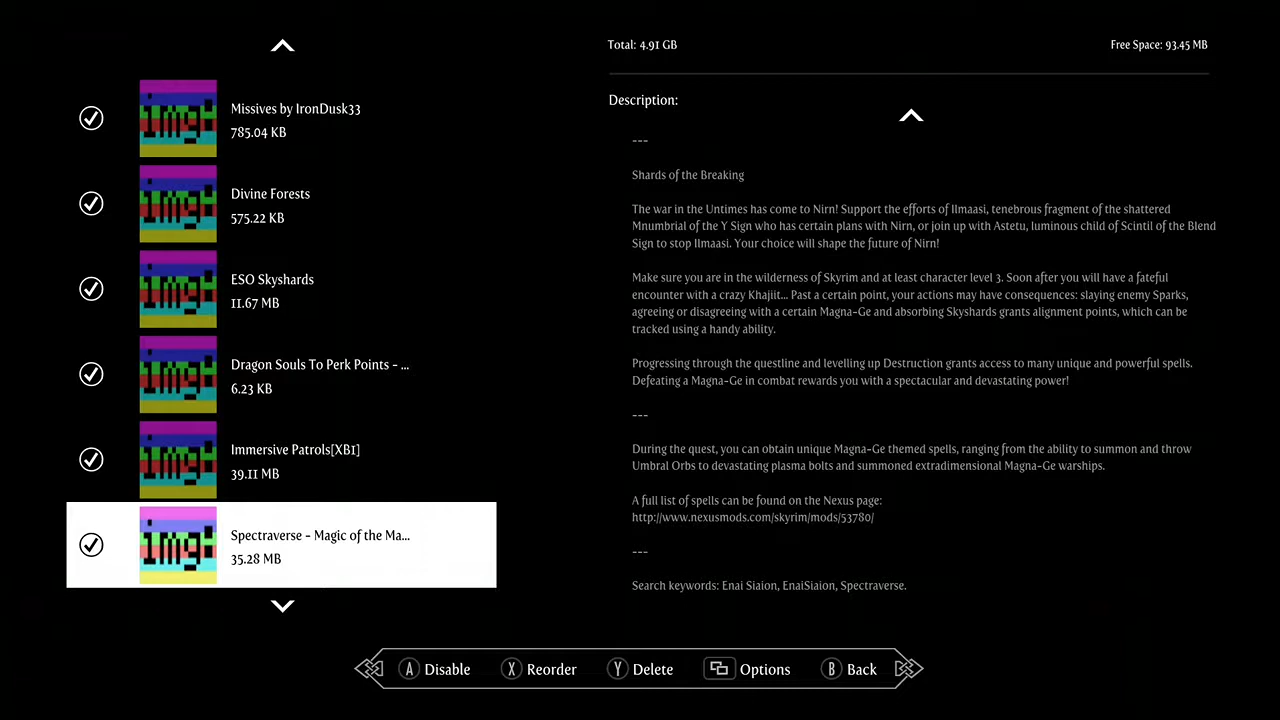 Total: 4.91 GB
Free Space: 93.45 MB
Missives by IronDusk33
785.04 KB
Divine Forests
575.22 KB
ESO Skyshards
11.67 MB
Dragon Souls To Perk Points - ...
6.23 KB
Immersive Patrols[XB1]
39.11 MB
Spectraverse - Magic of the Ma...
35.28 MB
Description:
---
Shards of the Breaking
The war in the Untimes has come to Nirn! Support the efforts of Ilmaasi, tenebrous fragment of the shattered
Mnumbrial of the Y Sign who has certain plans with Nirn, or join up with Astetu, luminous child of Scintil of the Blend
Sign to stop Ilmaasi. Your choice will shape the future of Nirn!
Make sure you are in the wilderness of Skyrim and at least character level 3. Soon after you will have a fateful
encounter with a crazy Khajiit... Past a certain point, your actions may have consequences: slaying enemy Sparks,
agreeing or disagreeing with a certain Magna-Ge and absorbing Skyshards grants alignment points, which can be
tracked using a handy ability.
Progressing through the questline and levelling up Destruction grants access to many unique and powerful spells.
Defeating a Magna-Ge in combat rewards you with a spectacular and devastating power!
---
During the quest, you can obtain unique Magna-Ge themed spells, ranging from the ability to summon and throw
Umbral Orbs to devastating plasma bolts and summoned extradimensional Magna-Ge warships.
A full list of spells can be found on the Nexus page:
http://www.nexusmods.com/skyrim/mods/53780/
---
Search keywords: Enai Siaion, EnaiSiaion, Spectraverse.
img:
img:
img:
img:
img:
img:
A Disable
X Reorder
Y Delete
Options
B Back